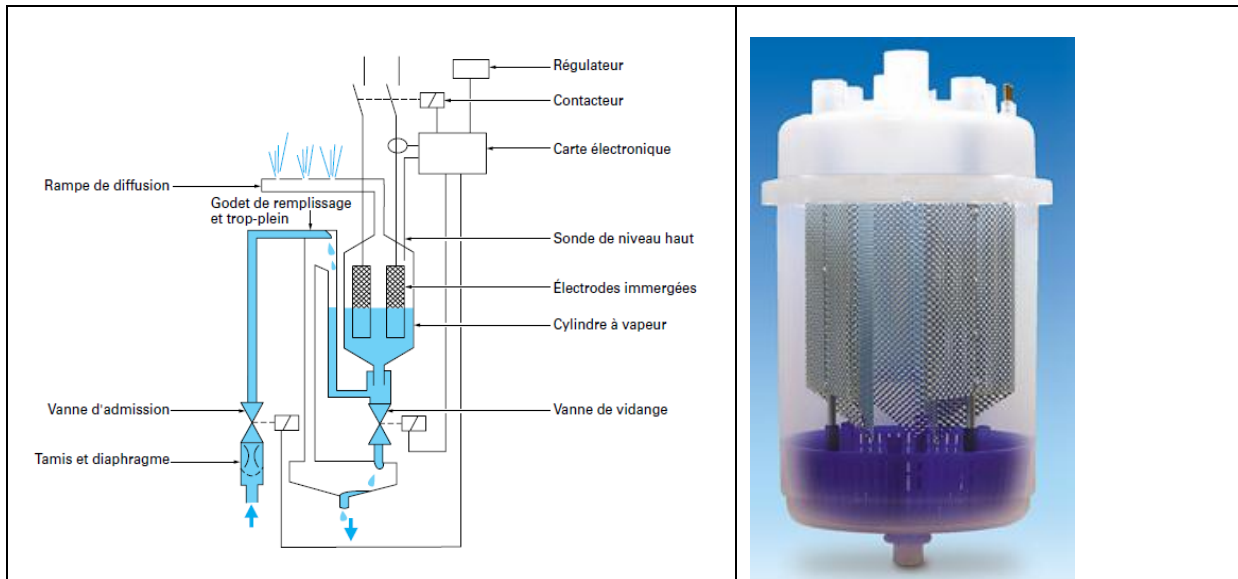 Régulateur
Contacteur
Carte électronique
Rampe de diffusion
Godet de remplissage
et trop-plein
Sonde de niveau haut
Électrodes immergées
Cylindre à vapeur
Vanne d'admission
Vanne de vidange
Tamis et diaphragme